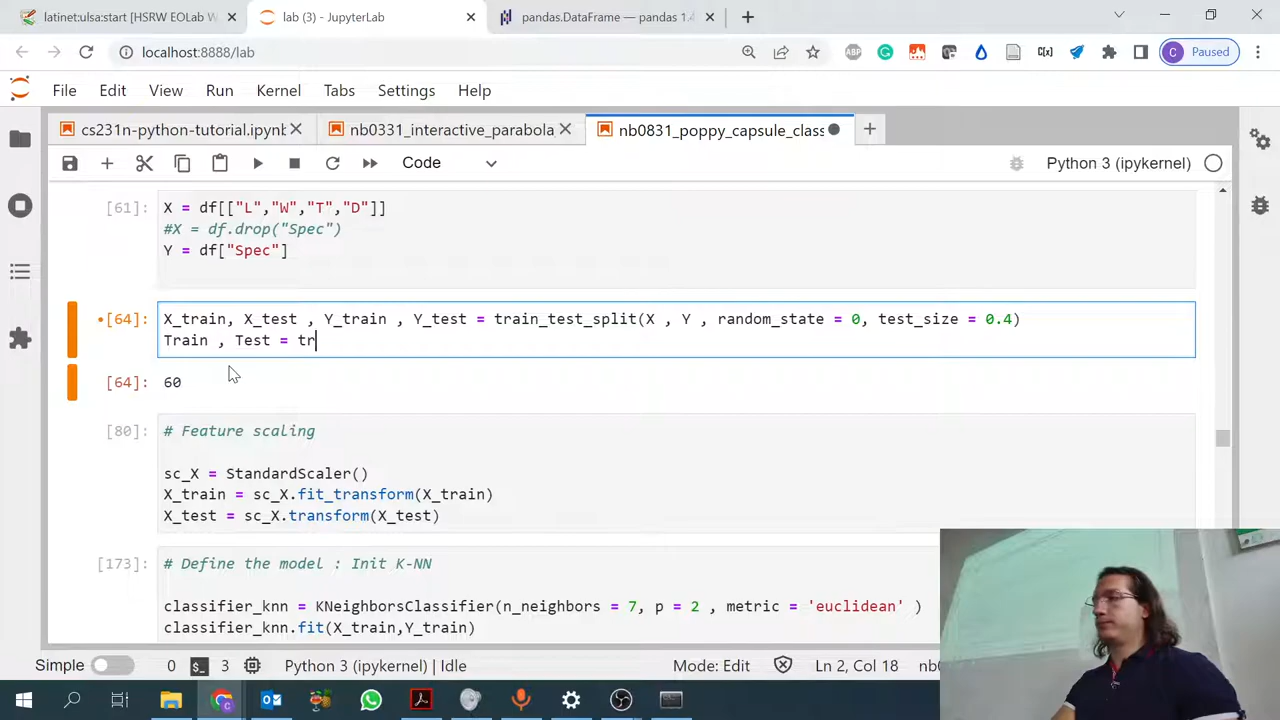 latinet:ulsa:start [HSRW EOLab W
lab (3) - JupyterLab
pandas.DataFrame — pandas 1.4
localhost:8888/lab
ABP
C[x]
C
Paused
File Edit View Run Kernel Tabs Settings Help
cs231n-python-tutorial.ipynb
nb0331_interactive_parabola
nb0831_poppy_capsule_class
Code
Python 3 (ipykernel)
[61]: X = df[["L","W","T","D"]]
#X = df.drop("Spec")
Y = df["Spec"]
•[64]: X_train, X_test , Y_train , Y_test = train_test_split(X , Y , random_state = 0, test_size = 0.4)
Train , Test = tr
[64]: 60
[80]: # Feature scaling
sc_X = StandardScaler()
X_train = sc_X.fit_transform(X_train)
X_test = sc_X.transform(X_test)
[173]: # Define the model : Init K-NN
classifier_knn = KNeighborsClassifier(n_neighbors = 7, p = 2 , metric = 'euclidean' )
classifier_knn.fit(X_train,Y_train)
Simple 0 3 Python 3 (ipykernel) | Idle Mode: Edit Ln 2, Col 18 nb0